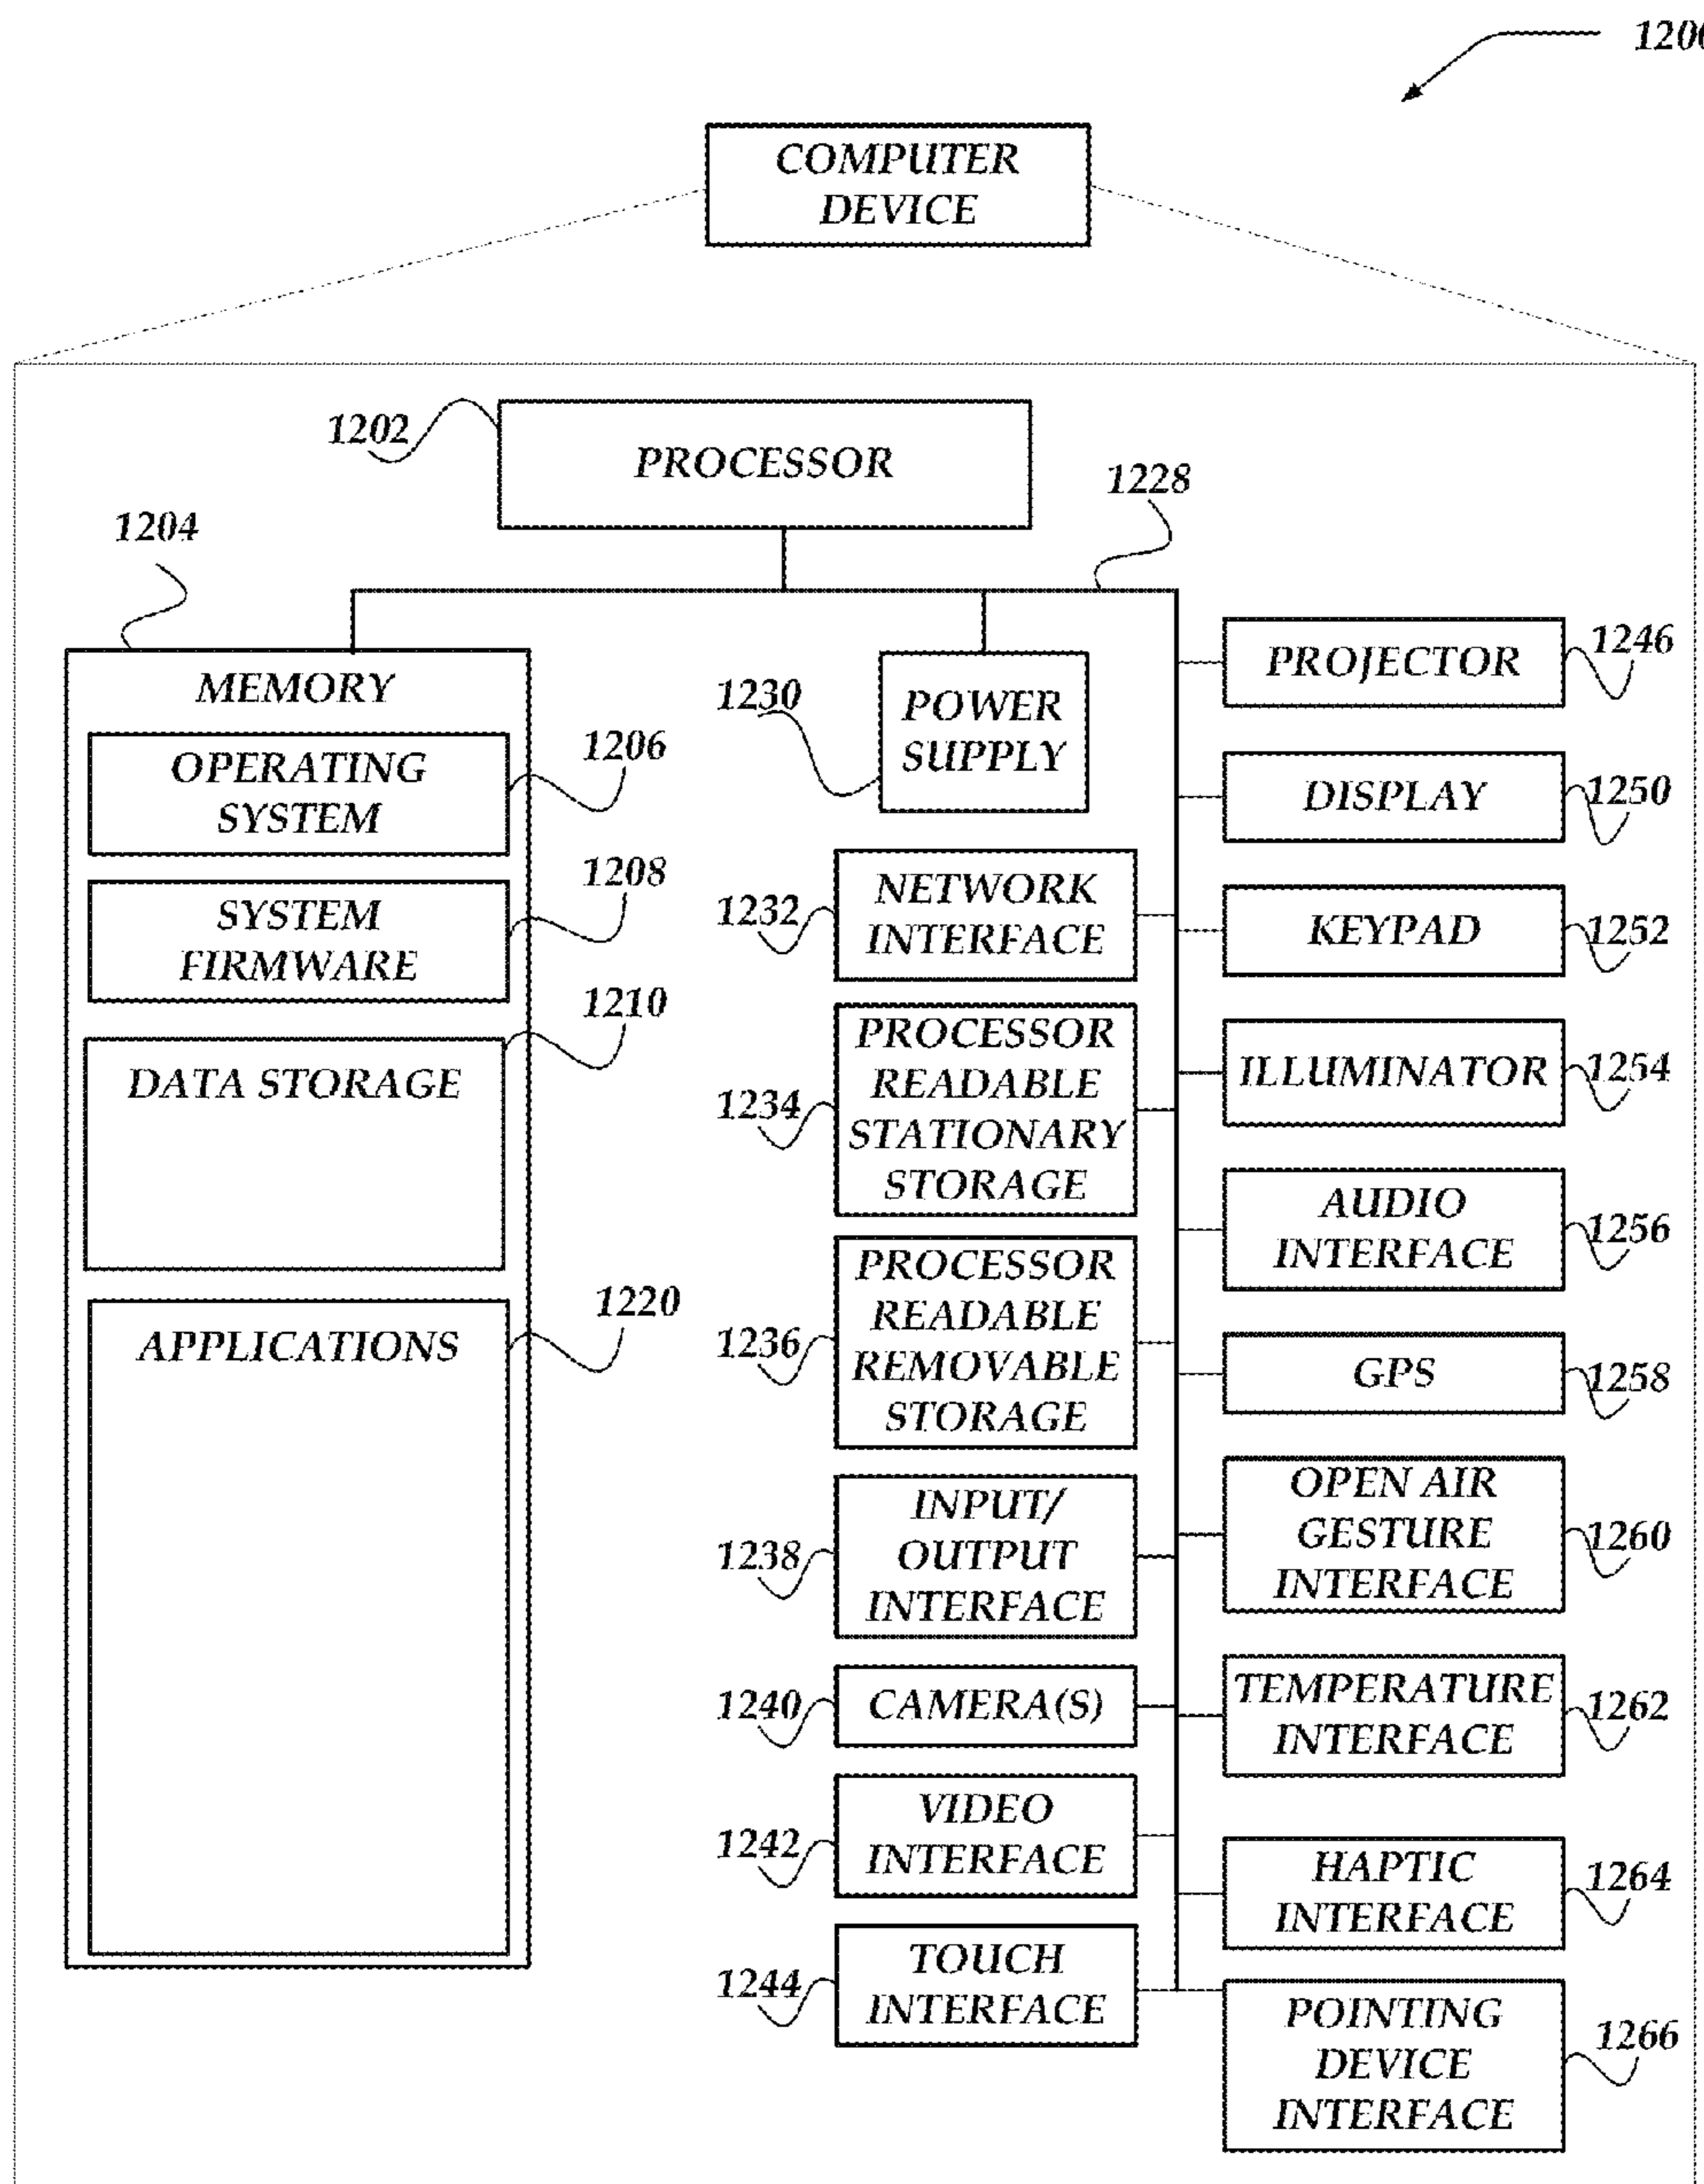 1200
COMPUTER
DEVICE
1202
PROCESSOR
1228
1204
MEMORY
OPERATING
SYSTEM
1206
SYSTEM
FIRMWARE
1208
DATA STORAGE
1210
APPLICATIONS
1220
1230
POWER
SUPPLY
1232
NETWORK
INTERFACE
1234
PROCESSOR
READABLE
STATIONARY
STORAGE
1236
PROCESSOR
READABLE
REMOVABLE
STORAGE
1238
INPUT/
OUTPUT
INTERFACE
1240
CAMERA(S)
1242
VIDEO
INTERFACE
1244
TOUCH
INTERFACE
PROJECTOR
1246
DISPLAY
1250
KEYPAD
1252
ILLUMINATOR
1254
AUDIO
INTERFACE
1256
GPS
1258
OPEN AIR
GESTURE
INTERFACE
1260
TEMPERATURE
INTERFACE
1262
HAPTIC
INTERFACE
1264
POINTING
DEVICE
INTERFACE
1266